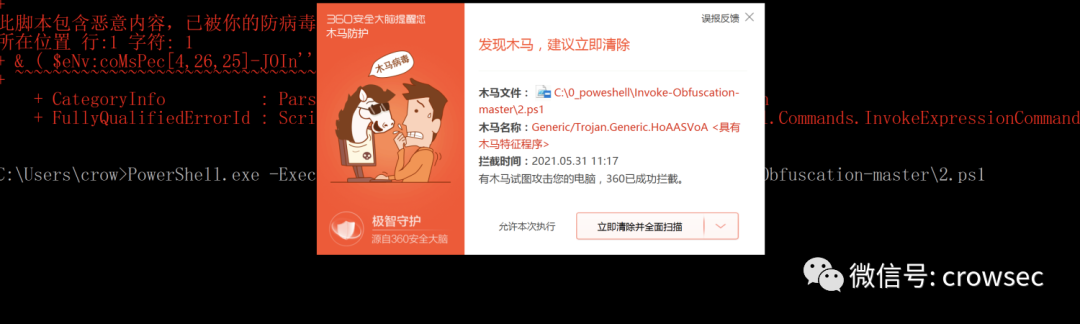 +
此脚本包含恶意内容，已被你的防病毒
所在位置 行:1 字符: 1
+ & ( $eNv:coMsPec[4,26,25]-JOIn''
+ ~~~~~~~~~~~~~~~~~~~~~~~~~~~~~~
+ CategoryInfo : Pars
+ FullyQualifiedErrorId : Scri
l.Commands.InvokeExpressionCommand
C:\Users\crow>PowerShell.exe -Exec
Obfuscation-master\2.ps1
360安全大脑提醒您
木马防护
木马病毒
极智守护
源自360安全大脑
误报反馈
发现木马，建议立即清除
木马文件： C:\0_poweshell\Invoke-Obfuscation-
master\2.ps1
木马名称：Generic/Trojan.Generic.HoAASVoA <具有
木马特征程序>
拦截时间：2021.05.31 11:17
有木马试图攻击您的电脑，360已成功拦截。
允许本次执行
立即清除并全面扫描
微信号: crowsec